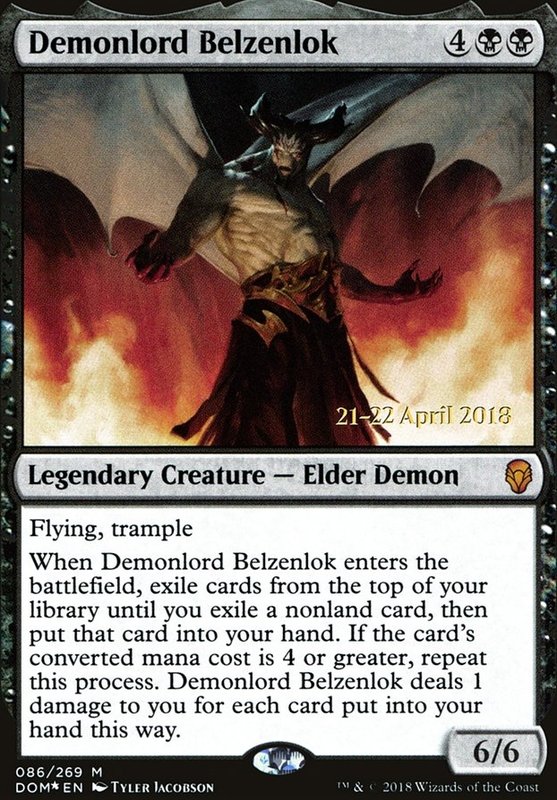 Demonlord Belzenlok 4
21-22 April 2018
Legendary Creature — Elder Demon
Flying, trample
When Demonlord Belzenlok enters the
battlefield, exile cards from the top of your
library until you exile a nonland card, then
put that card into your hand. If the card's
converted mana cost is 4 or greater, repeat
this process. Demonlord Belzenlok deals 1
damage to you for each card put into your
hand this way.
6/6
086/269 M
DOM★EN Tyler Jacobson
™ & © 2018 Wizards of the Coast